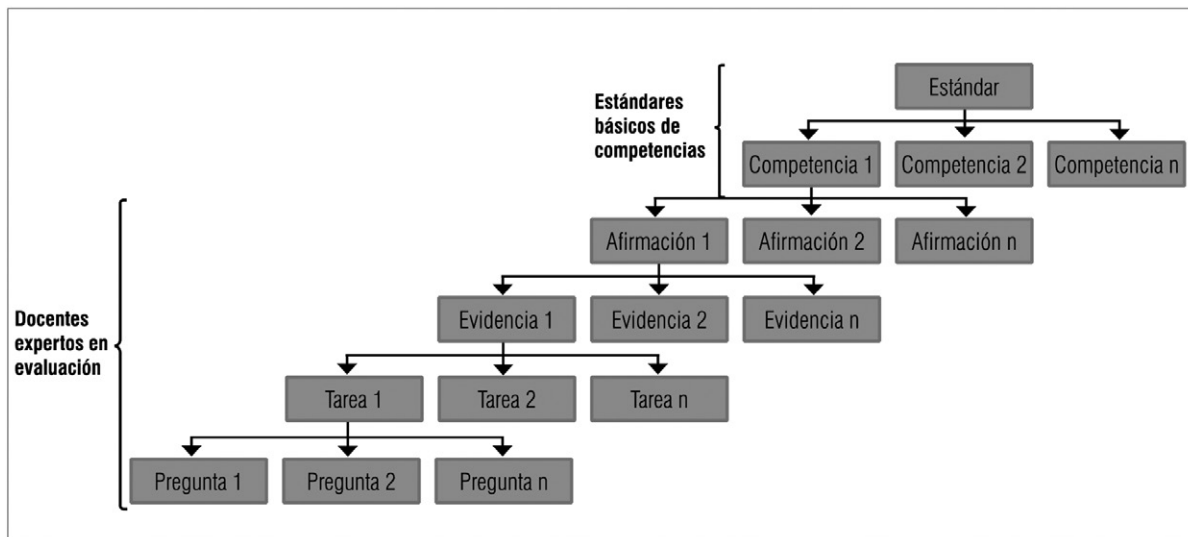 Estándar
Estándares
básicos de
competencias
Competencia 1
Competencia 2
Competencia n
Afirmación 1
Afirmación 2
Afirmación n
Evidencia 1
Evidencia 2
Evidencia n
Docentes
expertos en
evaluación
Tarea 1
Tarea 2
Tarea n
Pregunta 1
Pregunta 2
Pregunta n